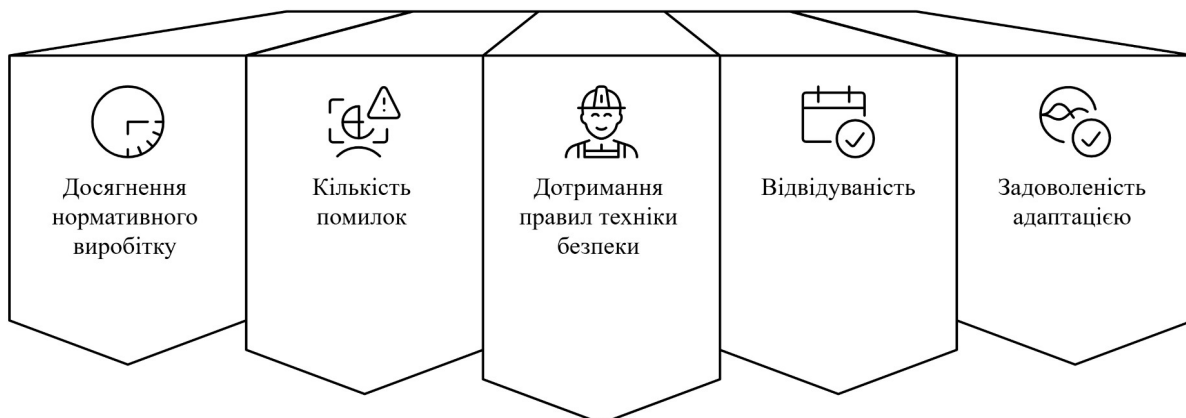 Досягнення
нормативного
виробітку
Кількість
помилок
Дотримання
правил техніки
безпеки
Відвідуваність
Задоволеність
адаптацією